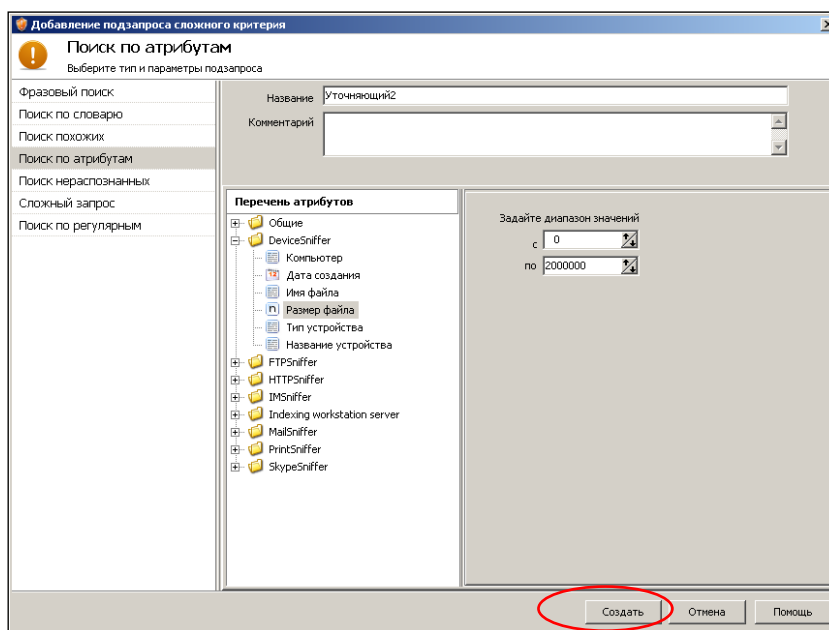 Добавление подзапроса сложного критерия
Поиск по атрибутам
Выберите тип и параметры подзапроса
Фразовый поиск
Поиск по словарю
Поиск похожих
Поиск по атрибутам
Поиск нераспознанных
Сложный запрос
Поиск по регулярным
Название
Уточняющий2
Комментарий
Перечень атрибутов
Общие
DeviceSniffer
Компьютер
12
Дата создания
Имя файла
n
Размер файла
Тип устройства
Название устройства
FTPSniffer
HTTPSniffer
IMSniffer
Indexing workstation server
MailSniffer
PrintSniffer
SkypeSniffer
Задайте диапазон значений
с 0
по 2000000
Создать
Отмена
Помощь